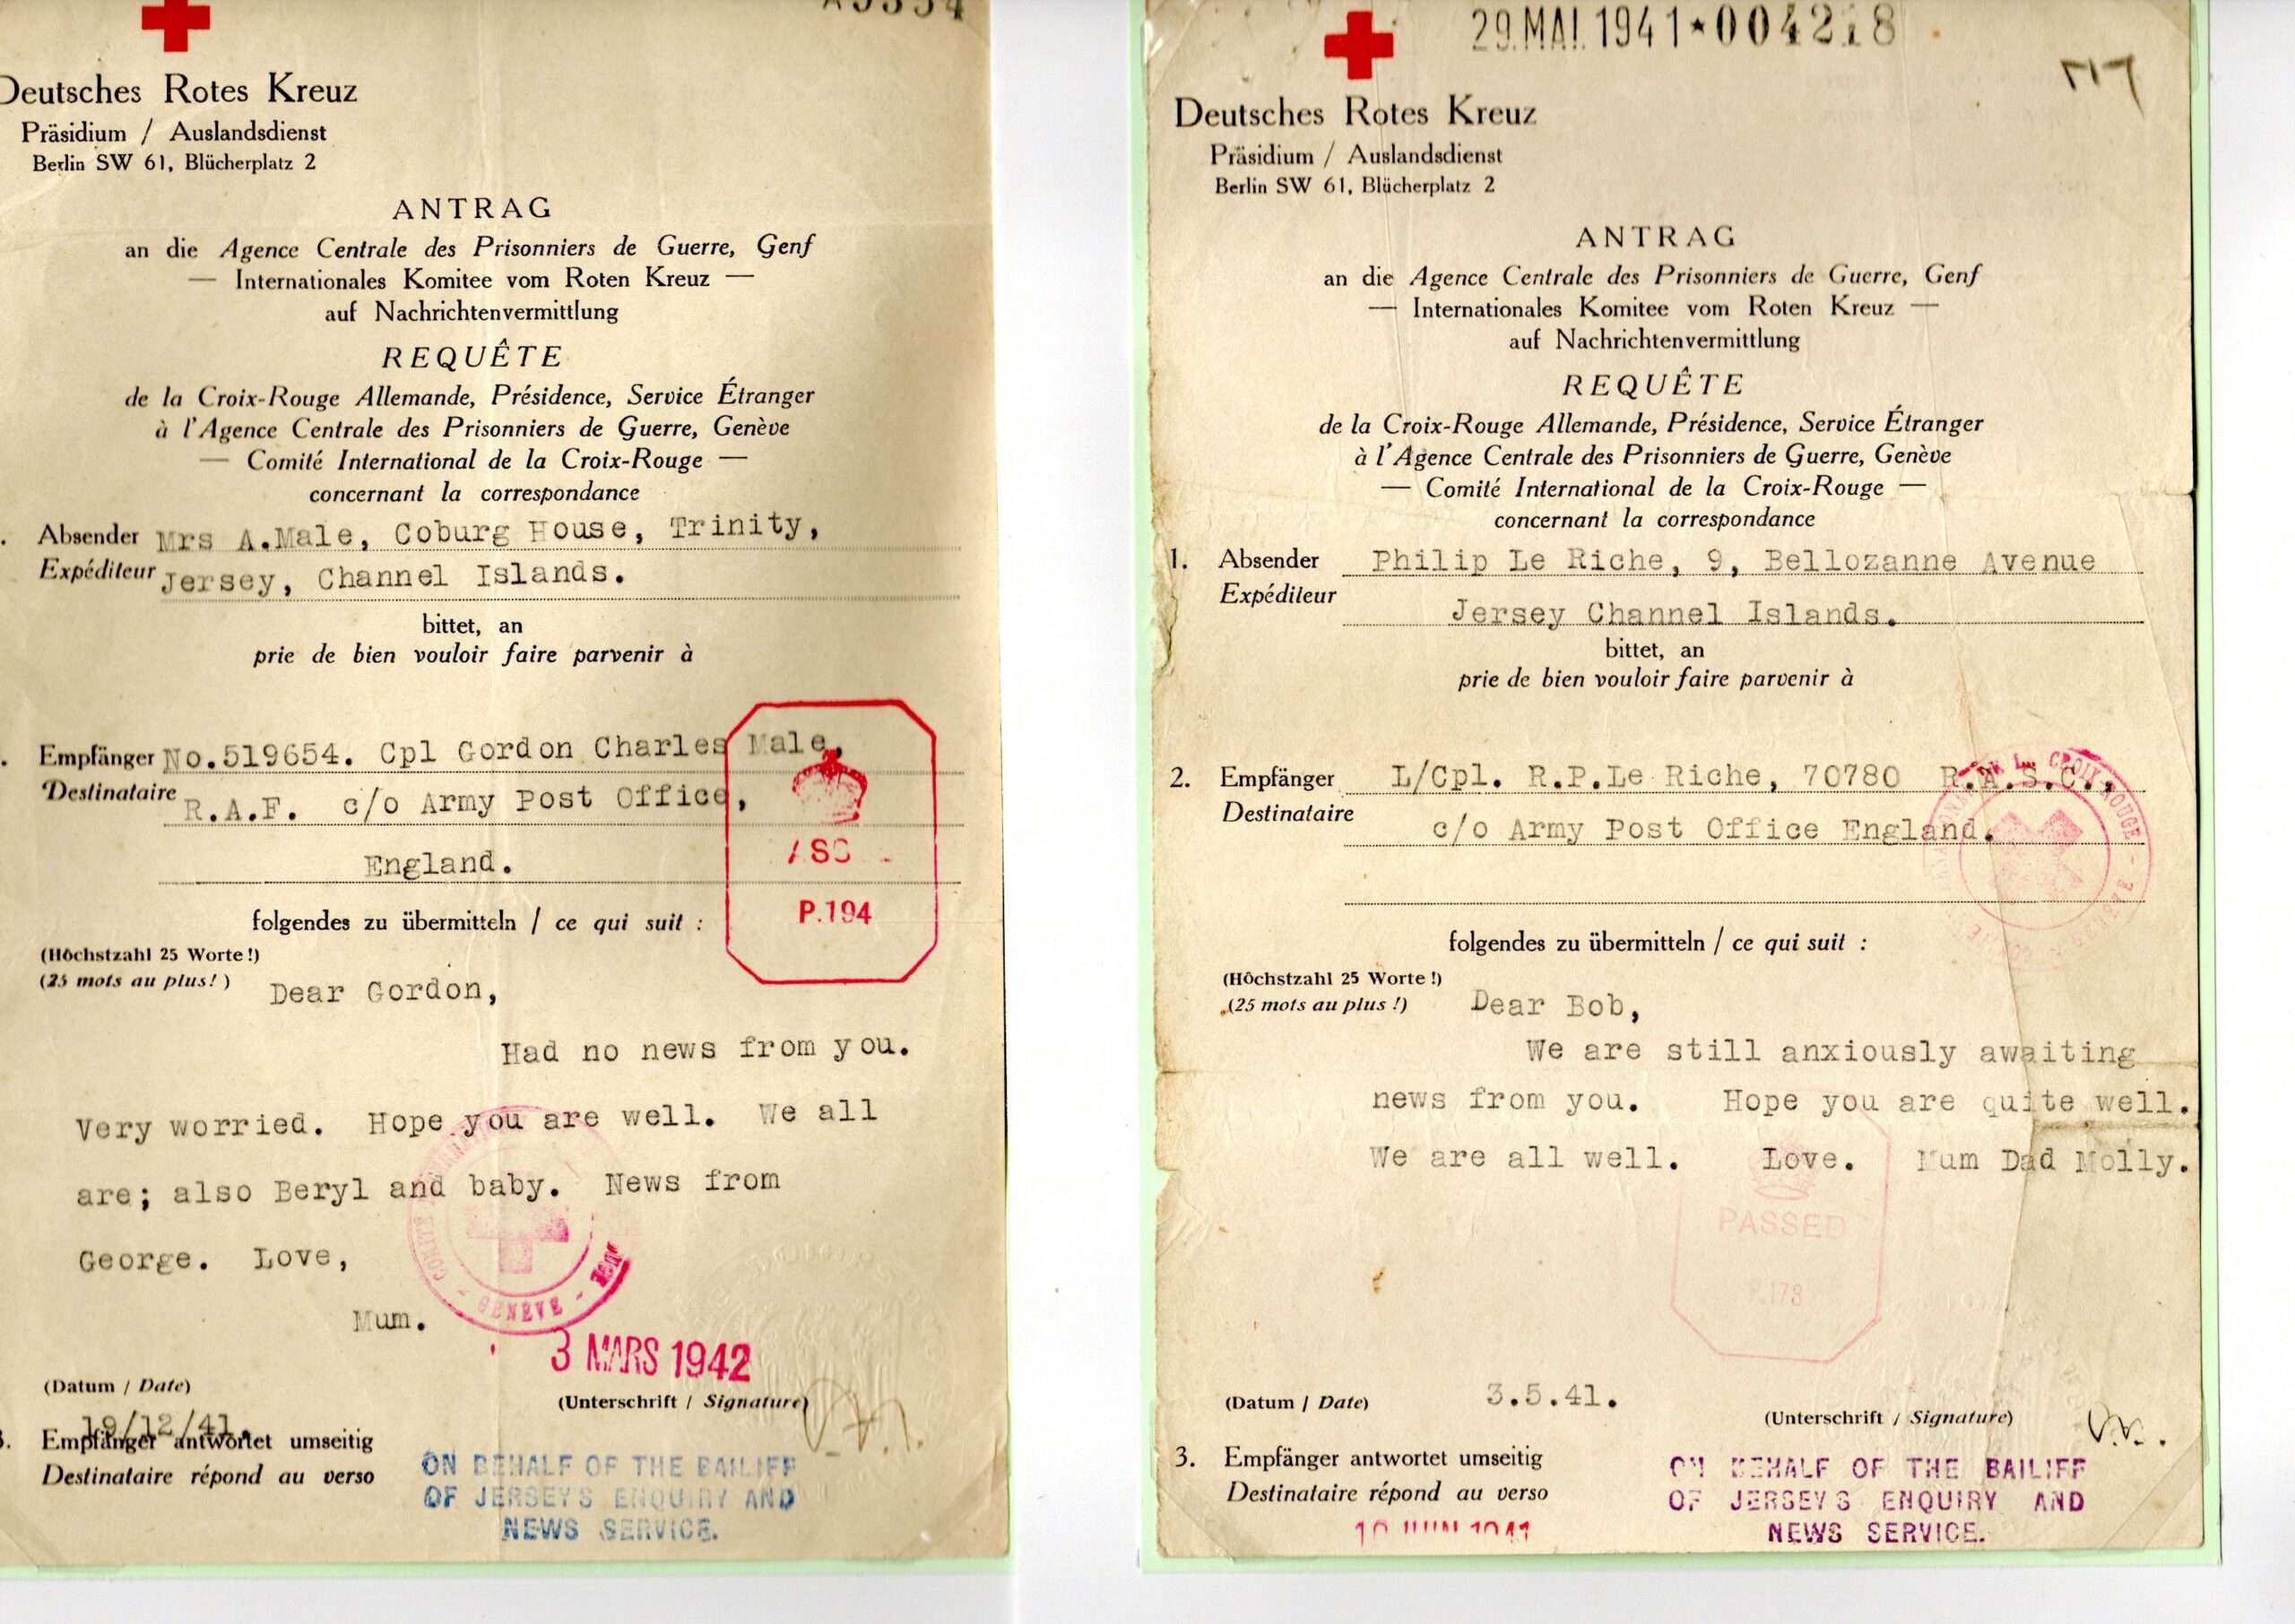 Deutsches Rotes Kreuz
Präsidium / Auslandsdienst
Berlin SW 61, Blücherplatz 2
ANTRAG
an die Agence Centrale des Prisonniers de Guerre, Genf
— Internationales Komitee vom Roten Kreuz —
auf Nachrichtenvermittlung
REQUÊTE
de la Croix-Rouge Allemande, Présidence, Service Étranger
à l'Agence Centrale des Prisonniers de Guerre, Genève
— Comité International de la Croix-Rouge —
concernant la correspondance
Absender Mrs A.Male, Coburg House, Trinity,
Expéditeur Jersey, Channel Islands.
bittet, an
prie de bien vouloir faire parvenir à
Empfänger No.519654. Cpl Gordon Charles Male,
Destinataire R.A.F. c/o Army Post Office,
England.
P.194
folgendes zu übermitteln / ce qui suit :
(Höchstzahl 25 Worte!)
(25 mots au plus!)
Dear Gordon,
Had no news from you.
Very worried. Hope you are well. We all
are; also Beryl and baby. News from
George. Love,
Mum.
GENÈVE
3 MARS 1942
(Datum / Date)
(Unterschrift / Signature)
19/12/41.
Empfänger antwortet umseitig
Destinataire répond au verso
ON BEHALF OF THE BAILIFF
OF JERSEYS ENQUIRY AND
NEWS SERVICE.
29.MAI.1941*004218
Deutsches Rotes Kreuz
Präsidium / Auslandsdienst
Berlin SW 61, Blücherplatz 2
ANTRAG
an die Agence Centrale des Prisonniers de Guerre, Genf
— Internationales Komitee vom Roten Kreuz —
auf Nachrichtenvermittlung
REQUÊTE
de la Croix-Rouge Allemande, Présidence, Service Étranger
à l'Agence Centrale des Prisonniers de Guerre, Genève
— Comité International de la Croix-Rouge —
concernant la correspondance
1. Absender Philip Le Riche, 9, Bellozanne Avenue
Expéditeur Jersey Channel Islands.
bittet, an
prie de bien vouloir faire parvenir à
2. Empfänger L/Cpl. R.P.Le Riche, 70780 R.A.S.C.,
Destinataire c/o Army Post Office England.
folgendes zu übermitteln / ce qui suit :
(Höchstzahl 25 Worte!)
(25 mots au plus!)
Dear Bob,
We are still anxiously awaiting
news from you. Hope you are quite well.
We are all well. Love. Mum Dad Molly.
PASSED
P.178
(Datum / Date) 3.5.41.
(Unterschrift / Signature)
3. Empfänger antwortet umseitig
Destinataire répond au verso
ON BEHALF OF THE BAILIFF
OF JERSEYS ENQUIRY AND
NEWS SERVICE.